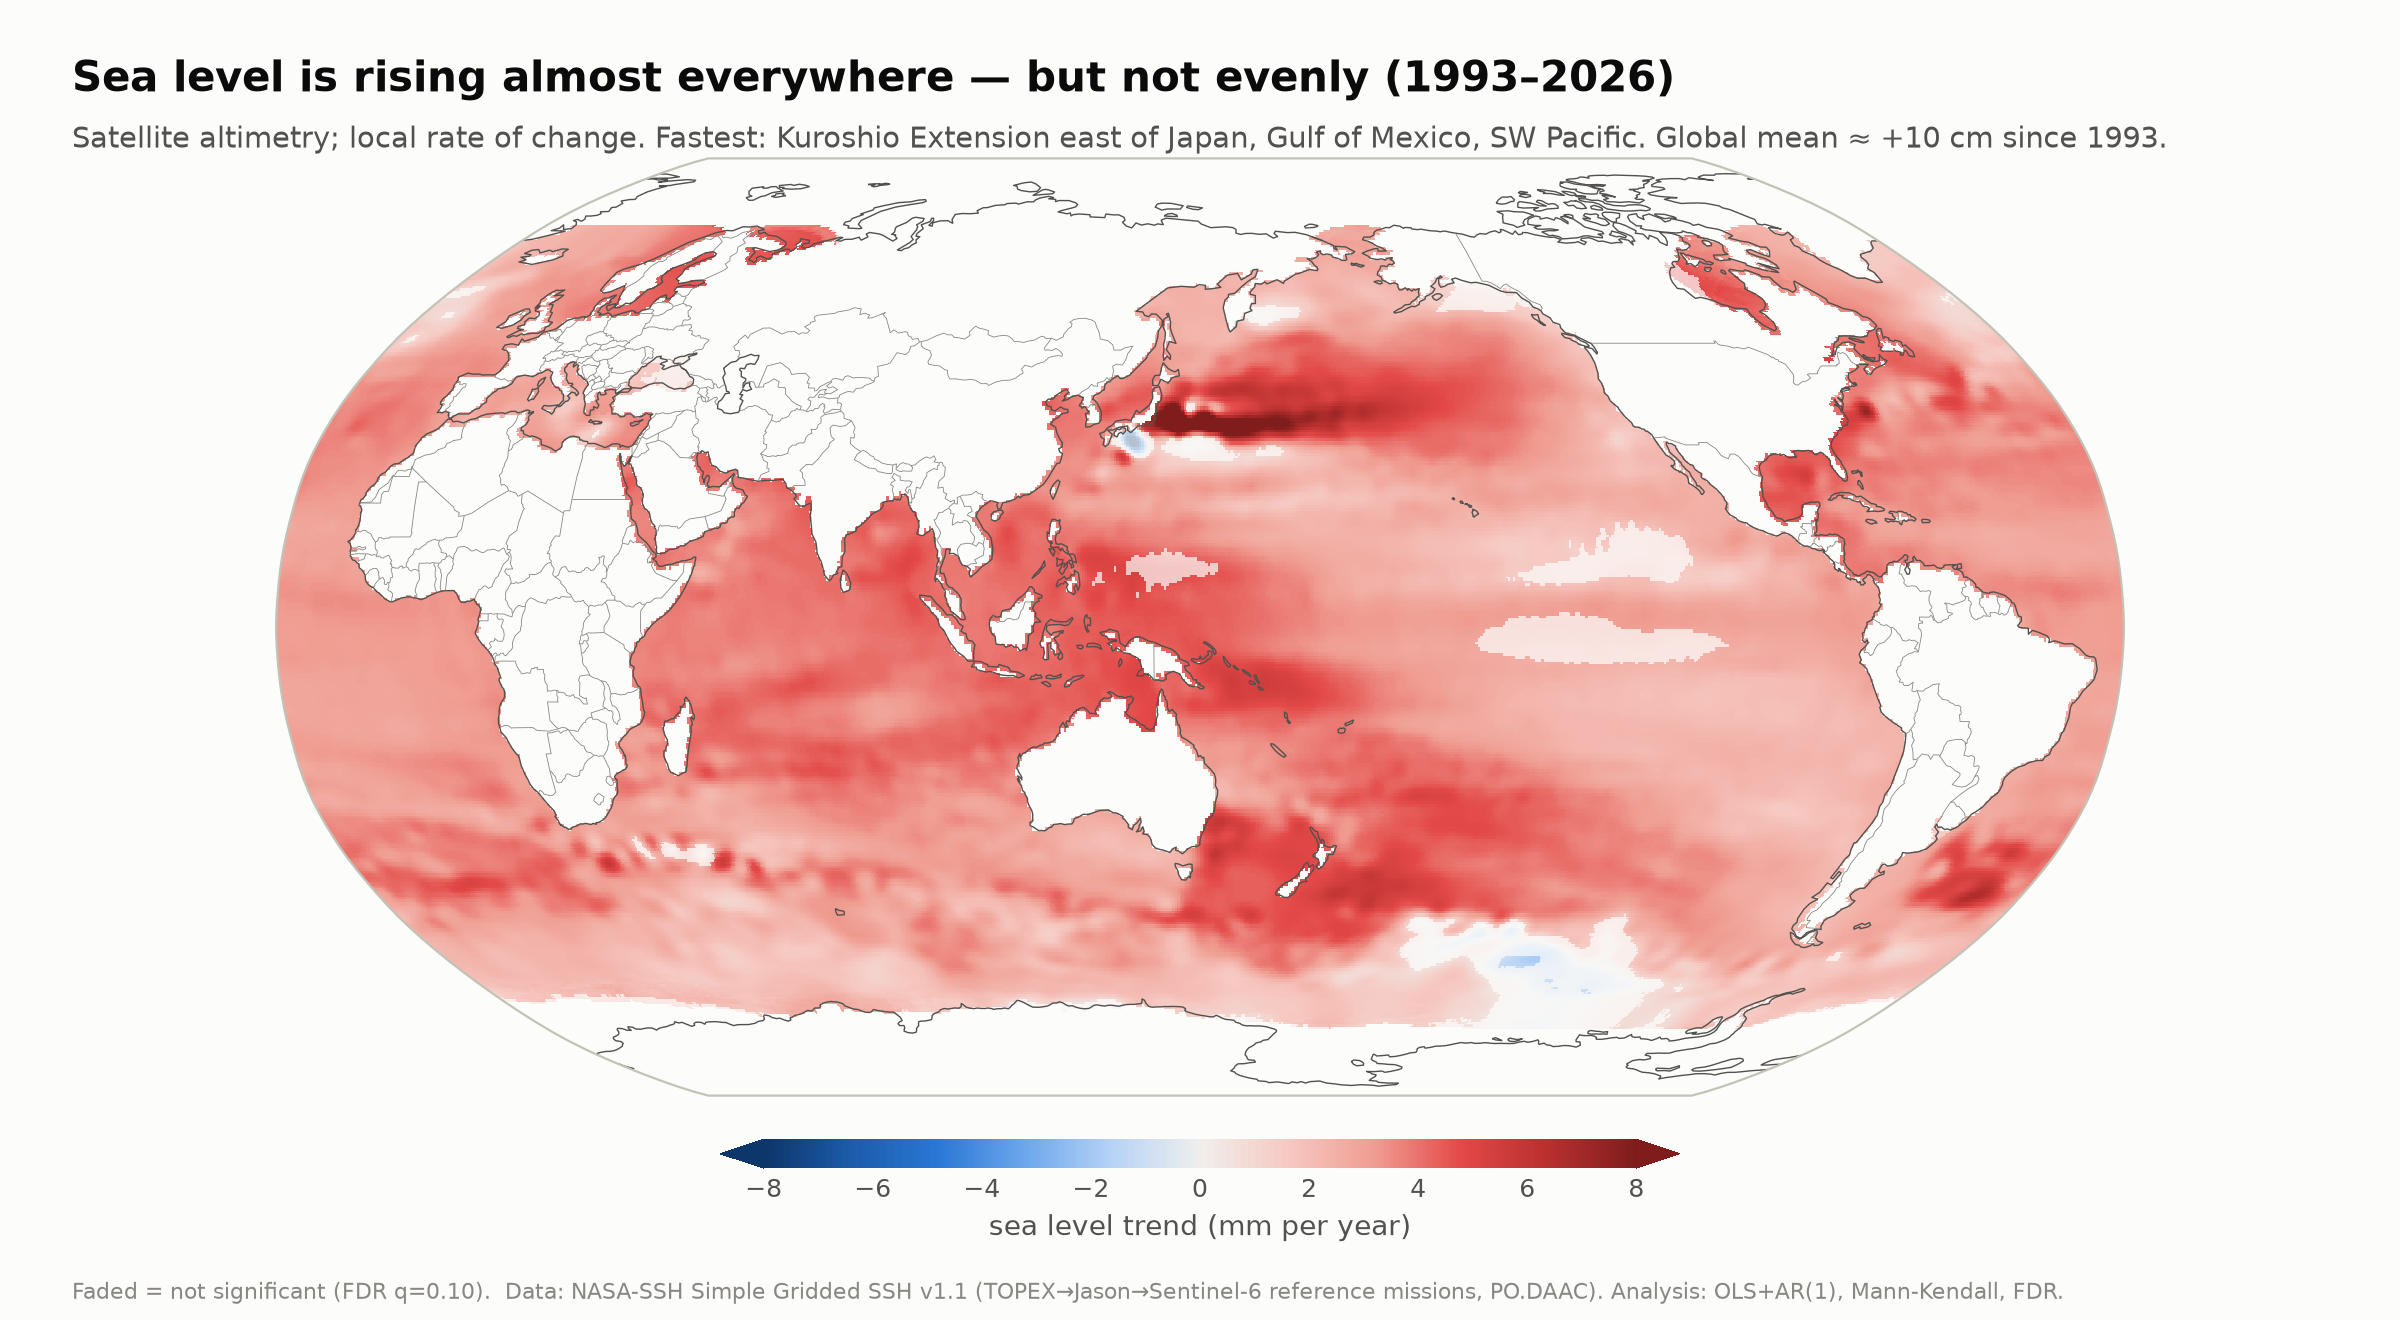 Sea level is rising almost everywhere — but not evenly (1993–2026)
Satellite altimetry; local rate of change. Fastest: Kuroshio Extension east of Japan, Gulf of Mexico, SW Pacific. Global mean ≈ +10 cm since 1993.
−8 −6 −4 −2 0 2 4 6 8
sea level trend (mm per year)
Faded = not significant (FDR q=0.10).  Data: NASA-SSH Simple Gridded SSH v1.1 (TOPEX→Jason→Sentinel-6 reference missions, PO.DAAC). Analysis: OLS+AR(1), Mann-Kendall, FDR.